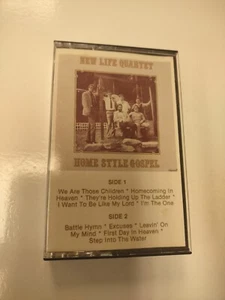 NEW LIFE QUARTET
HOME STYLE GOSPEL
SIDE 1
We Are Those Children * Homecoming In
Heaven * They're Holding Up The Ladder *
I Want To Be Like My Lord * I'm The One
SIDE 2
Battle Hymn * Excuses * Leavin' On
My Mind * First Day In Heaven *
Step Into The Water